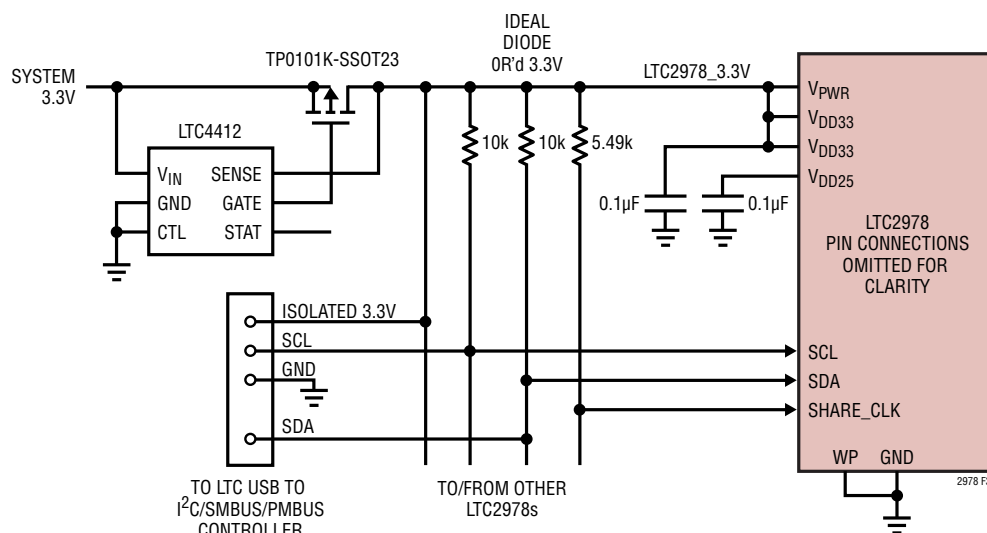 IDEAL
DIODE
OR'd 3.3V
TP0101K-SSOT23
SYSTEM
3.3V
LTC2978_3.3V
LTC4412
VIN
SENSE
GND
GATE
CTL
STAT
10k
10k
5.49k
0.1µF
0.1µF
VPWR
VDD33
VDD33
VDD25
LTC2978
PIN CONNECTIONS
OMITTED FOR
CLARITY
ISOLATED 3.3V
SCL
GND
SDA
SCL
SDA
SHARE_CLK
WP
GND
TO LTC USB TO
I2C/SMBUS/PMBUS
CONTROLLER
TO/FROM OTHER
LTC2978s
2978